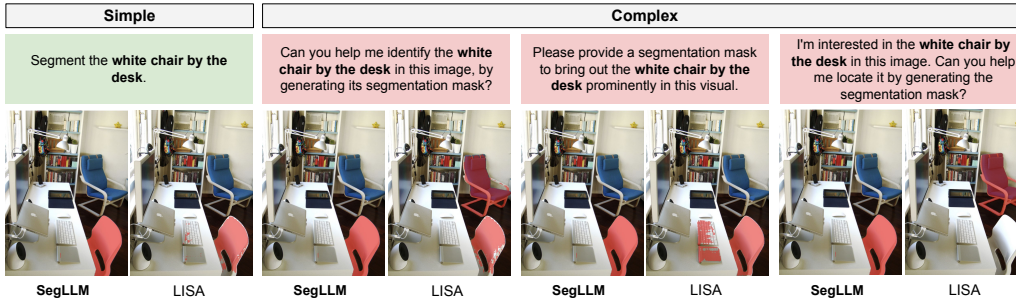 Simple
Complex
Segment the white chair by the
desk.
Can you help me identify the white
chair by the desk in this image, by
generating its segmentation mask?
Please provide a segmentation mask
to bring out the white chair by the
desk prominently in this visual.
I'm interested in the white chair by
the desk in this image. Can you help
me locate it by generating the
segmentation mask?
SegLLM
LISA
SegLLM
LISA
SegLLM
LISA
SegLLM
LISA